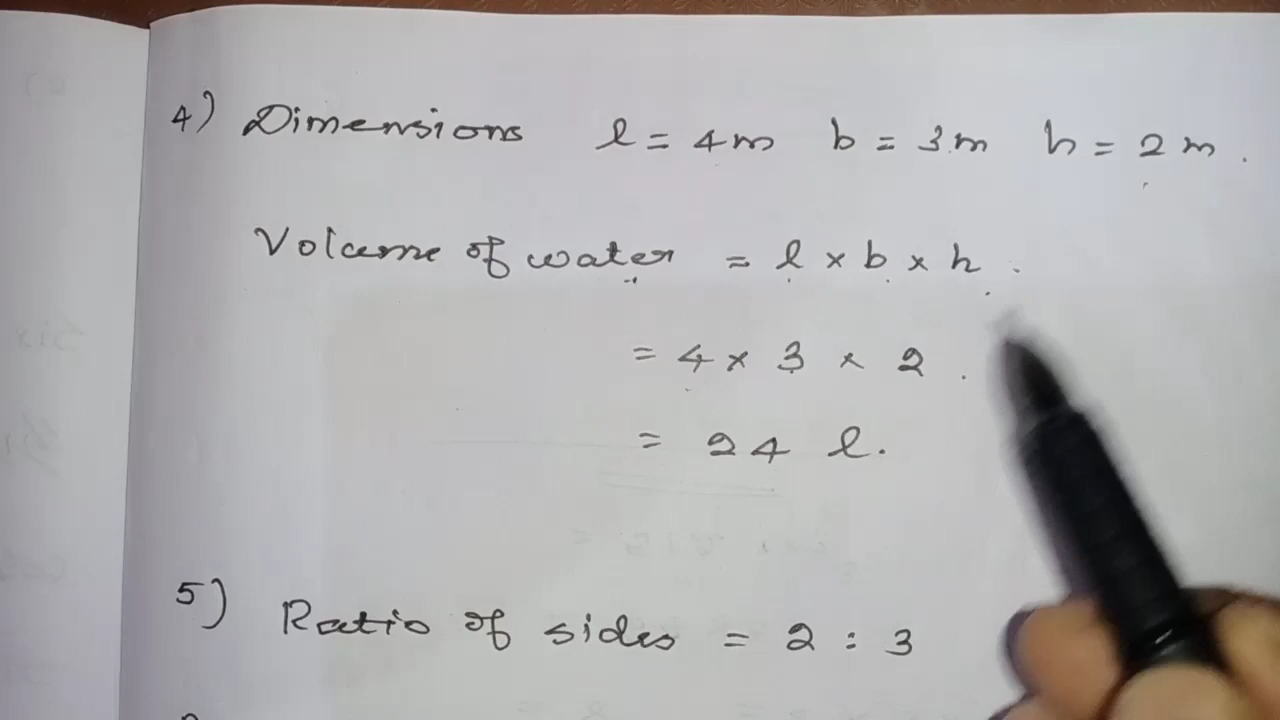 4) Dimensions l = 4m b = 3m h = 2m.
Volume of water = l × b × h.
= 4 × 3 × 2.
= 24 l.
5) Ratio of sides = 2 : 3